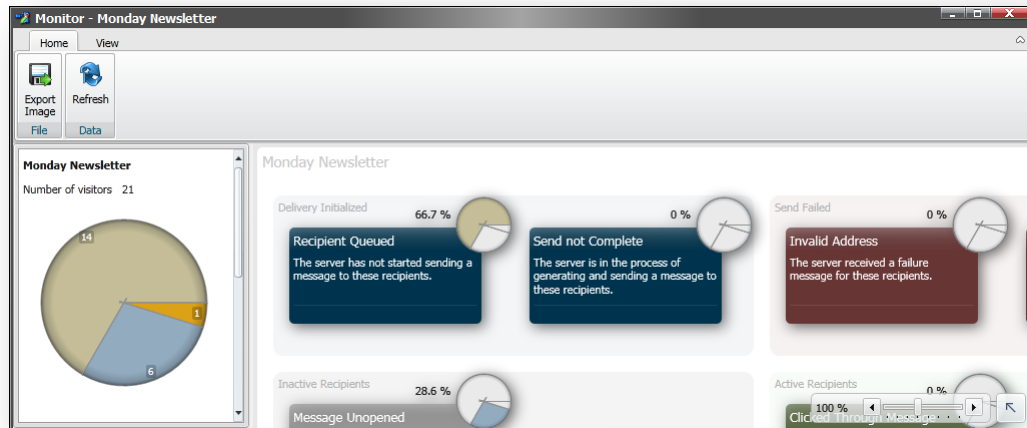 Monitor - Monday Newsletter
Home View
Export
Image
Refresh
File Data
Monday Newsletter
Number of visitors 21
14
1
6
Monday Newsletter
Delivery Initialized
66.7 %
Recipient Queued
The server has not started sending a
message to these recipients.
0 %
Send not Complete
The server is in the process of
generating and sending a message to
these recipients.
Send Failed
0 %
Invalid Address
The server received a failure
message for these recipients.
Inactive Recipients
28.6 %
Message Unopened
Active Recipients
0 %
Clicked Through Message
100 %